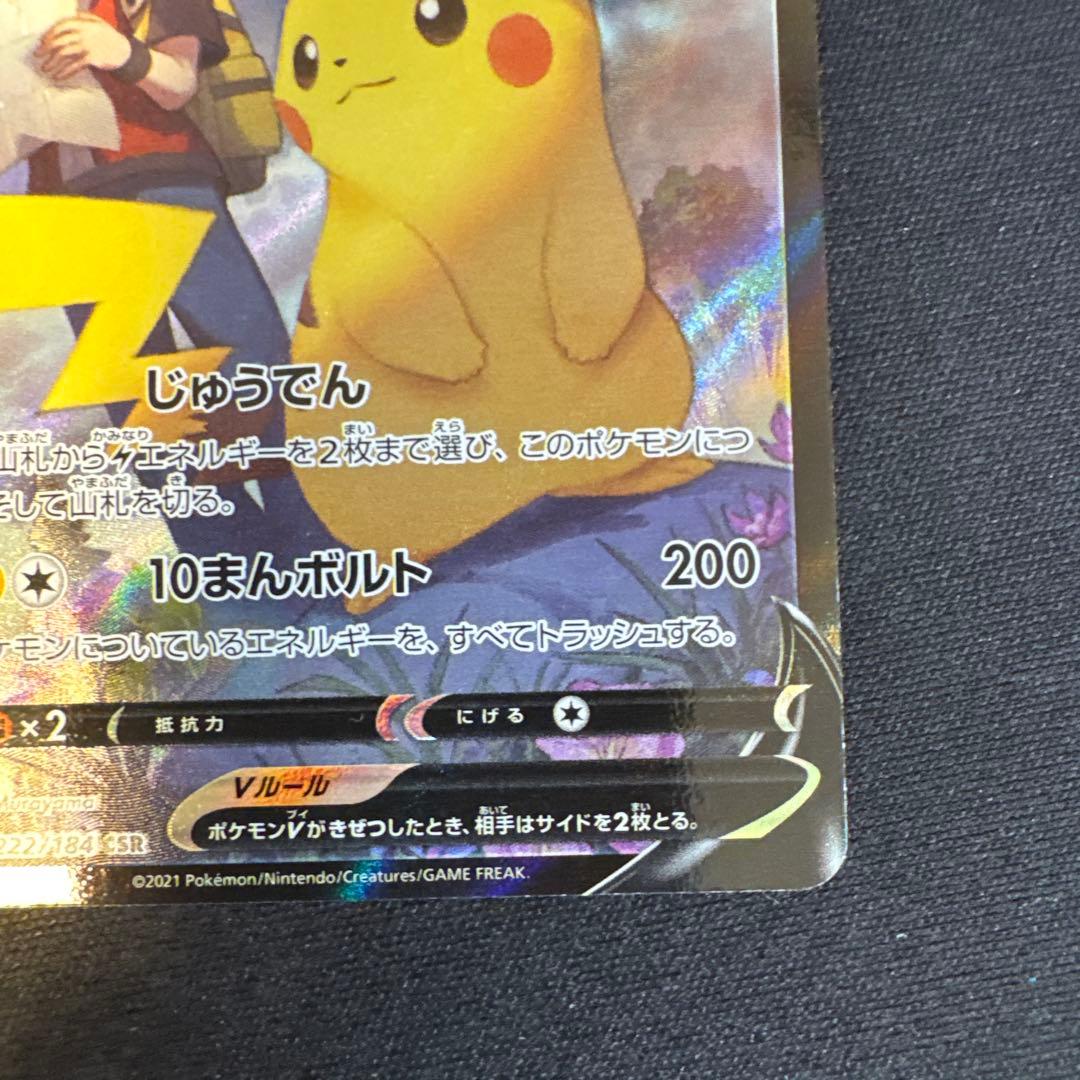 じゅうでん
山札から エネルギーを2枚まで選び、このポケモンにつ
そして山札を切る。
10まんボルト 200
ケモンについているエネルギーを、すべてトラッシュする。
×2 抵抗力 にげる
Vルール
ポケモンVがきぜつしたとき、相手はサイドを2枚とる。
Murayama
222/184 CSR
©2021 Pokémon/Nintendo/Creatures/GAME FREAK.